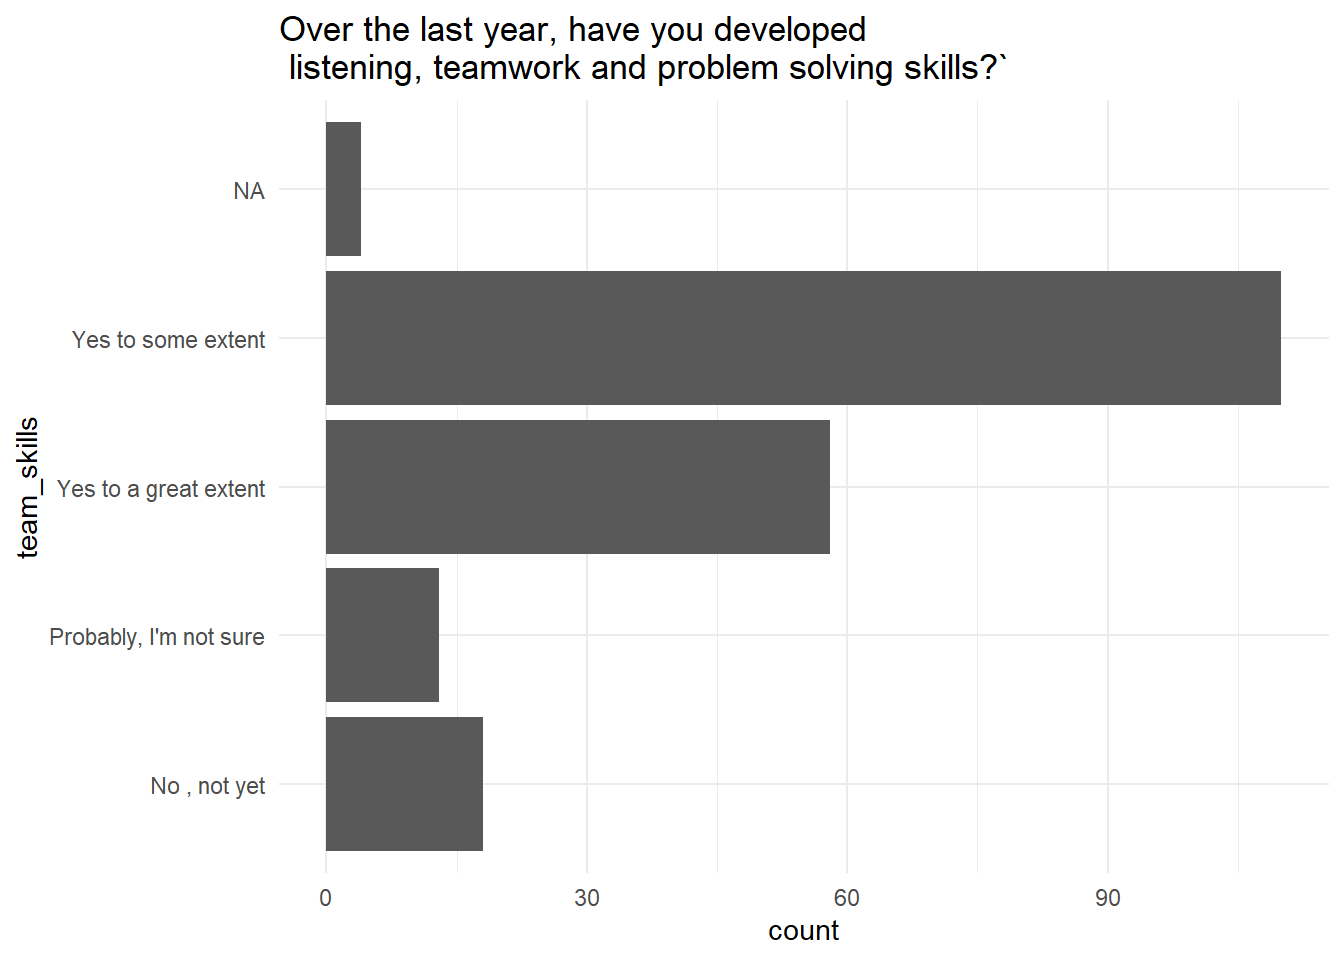 Over the last year, have you developed
listening, teamwork and problem solving skills?`
NA
Yes to some extent
Yes to a great extent
Probably, I'm not sure
No , not yet
team_skills
0 30 60 90
count